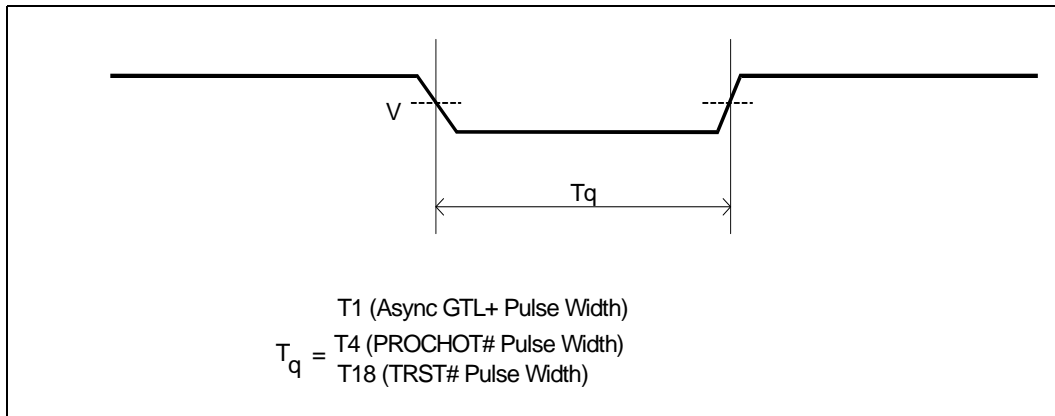 V
Tq
T1 (Async GTL+ Pulse Width)
Tq = T4 (PROCHOT# Pulse Width)
T18 (TRST# Pulse Width)